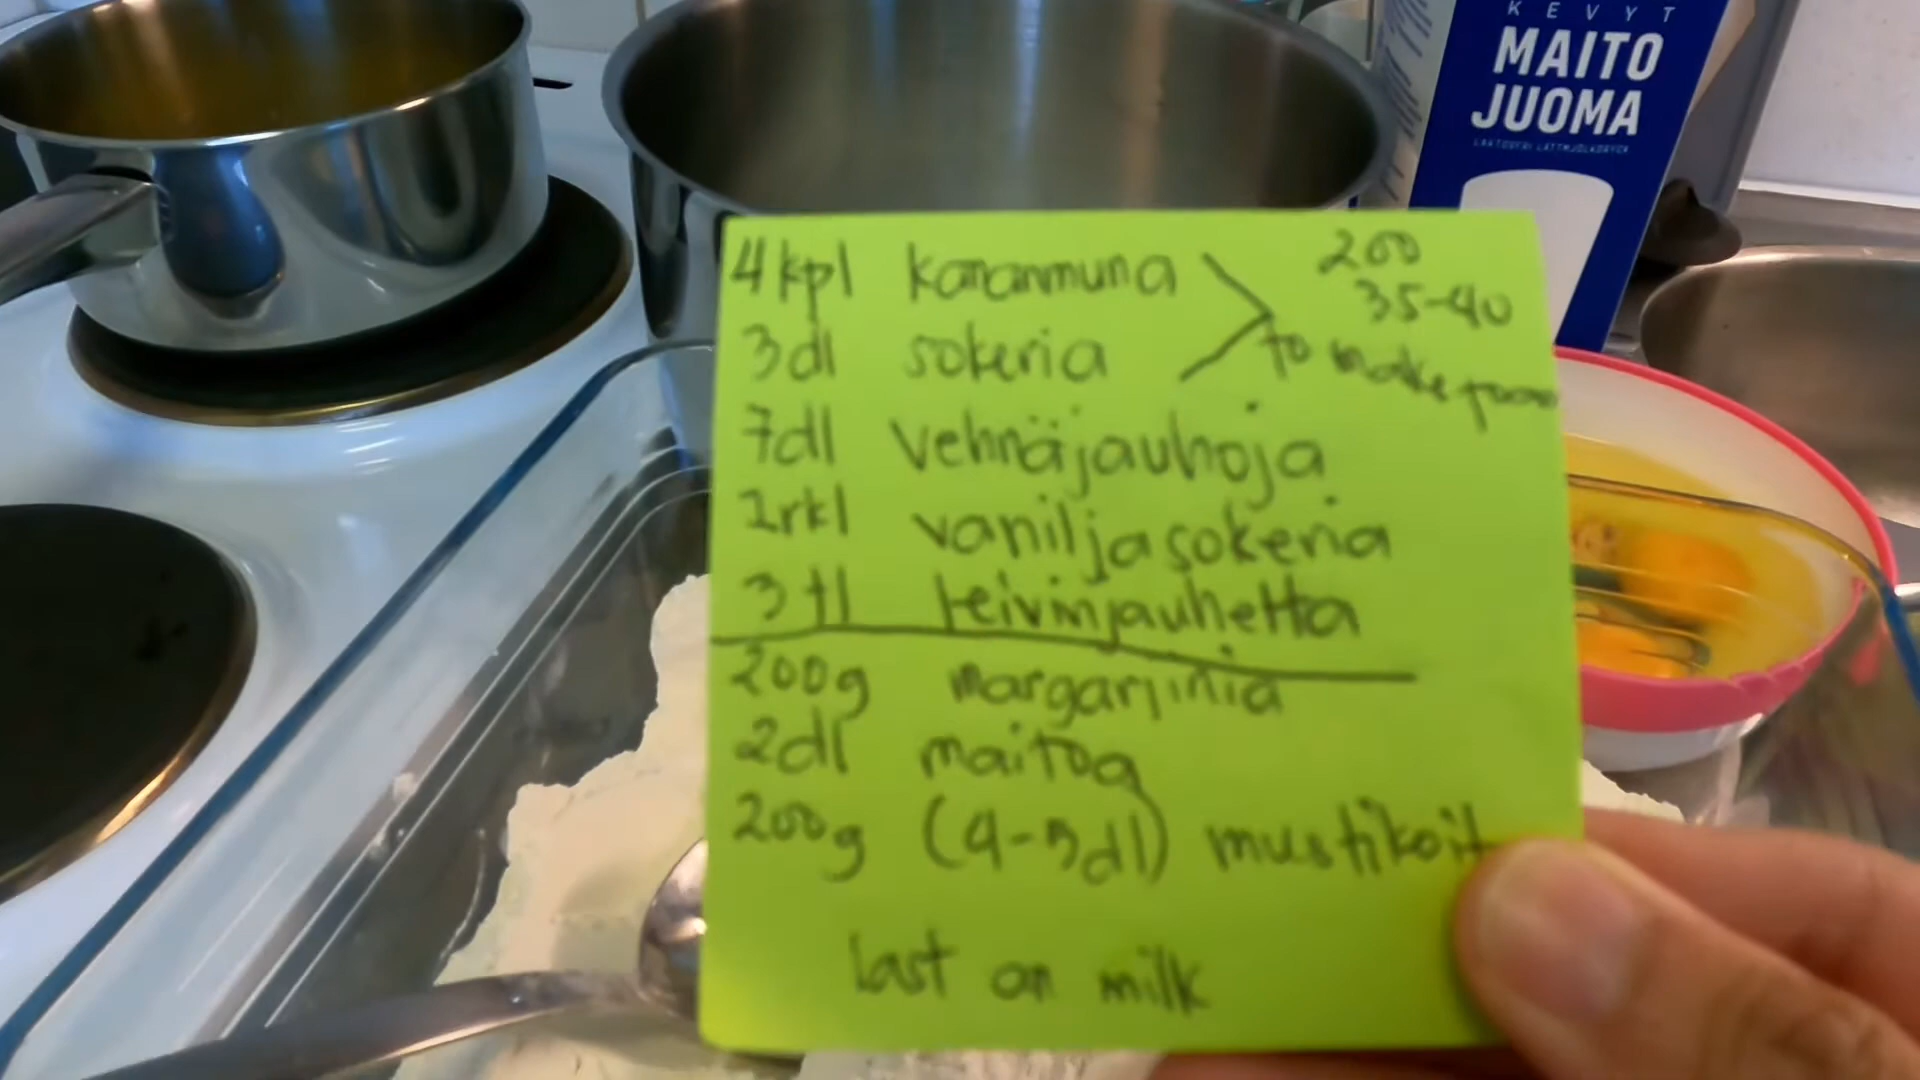 KEVYT
MAITO
JUOMA
4kpl kananmuna
200
35-40
3dl sokeria
to make foam
7dl vehnäjauhoja
1rkl vaniljasokeria
3tl leivinjauhetta
200g margariinia
2dl maitoa
200g (4-5dl) mustikoit
last on milk